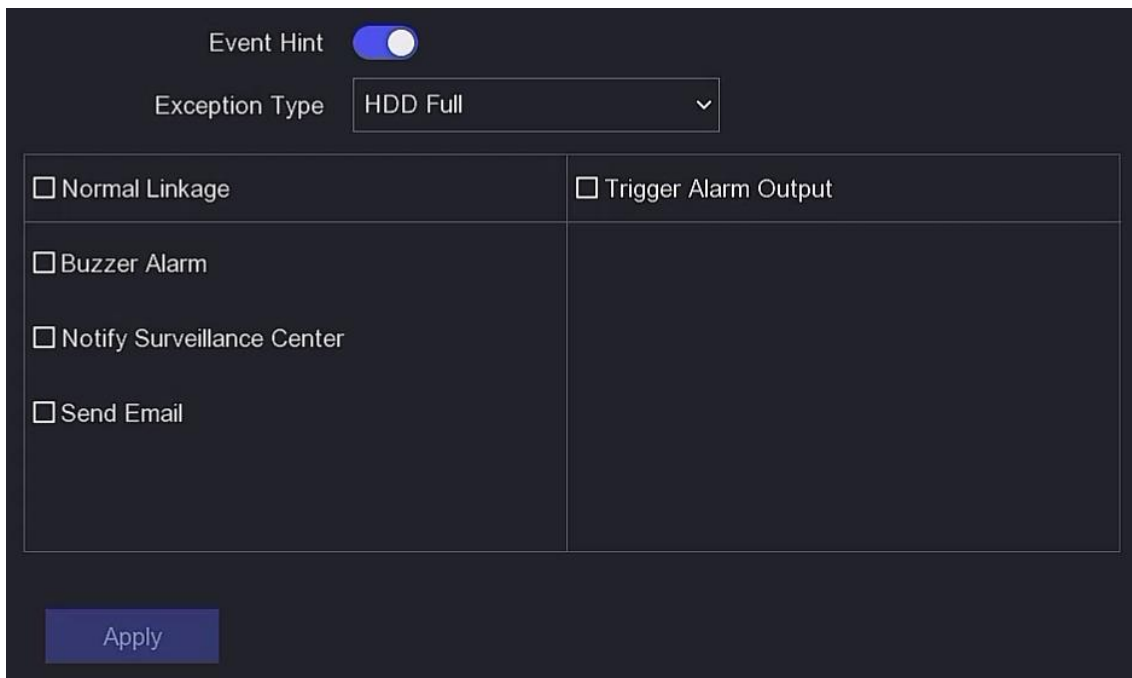 Event Hint
Exception Type HDD Full
Normal Linkage Trigger Alarm Output
Buzzer Alarm
Notify Surveillance Center
Send Email
Apply